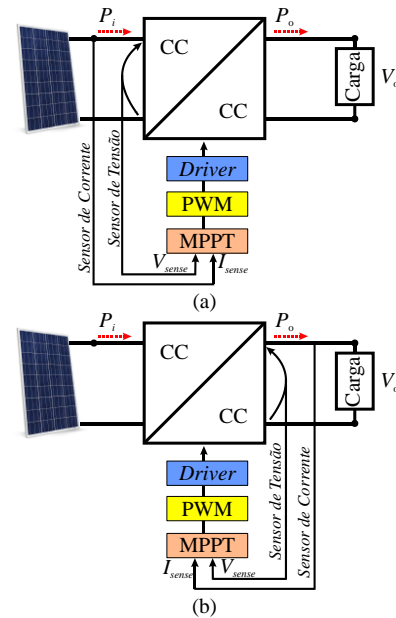 P_i
P_o
CC
CC
Carga
V_o
Sensor de Corrente
Sensor de Tensão
Driver
PWM
MPPT
V_sense
I_sense
(a)
P_i
P_o
CC
CC
Carga
V_o
Sensor de Tensão
Sensor de Corrente
Driver
PWM
MPPT
I_sense
V_sense
(b)